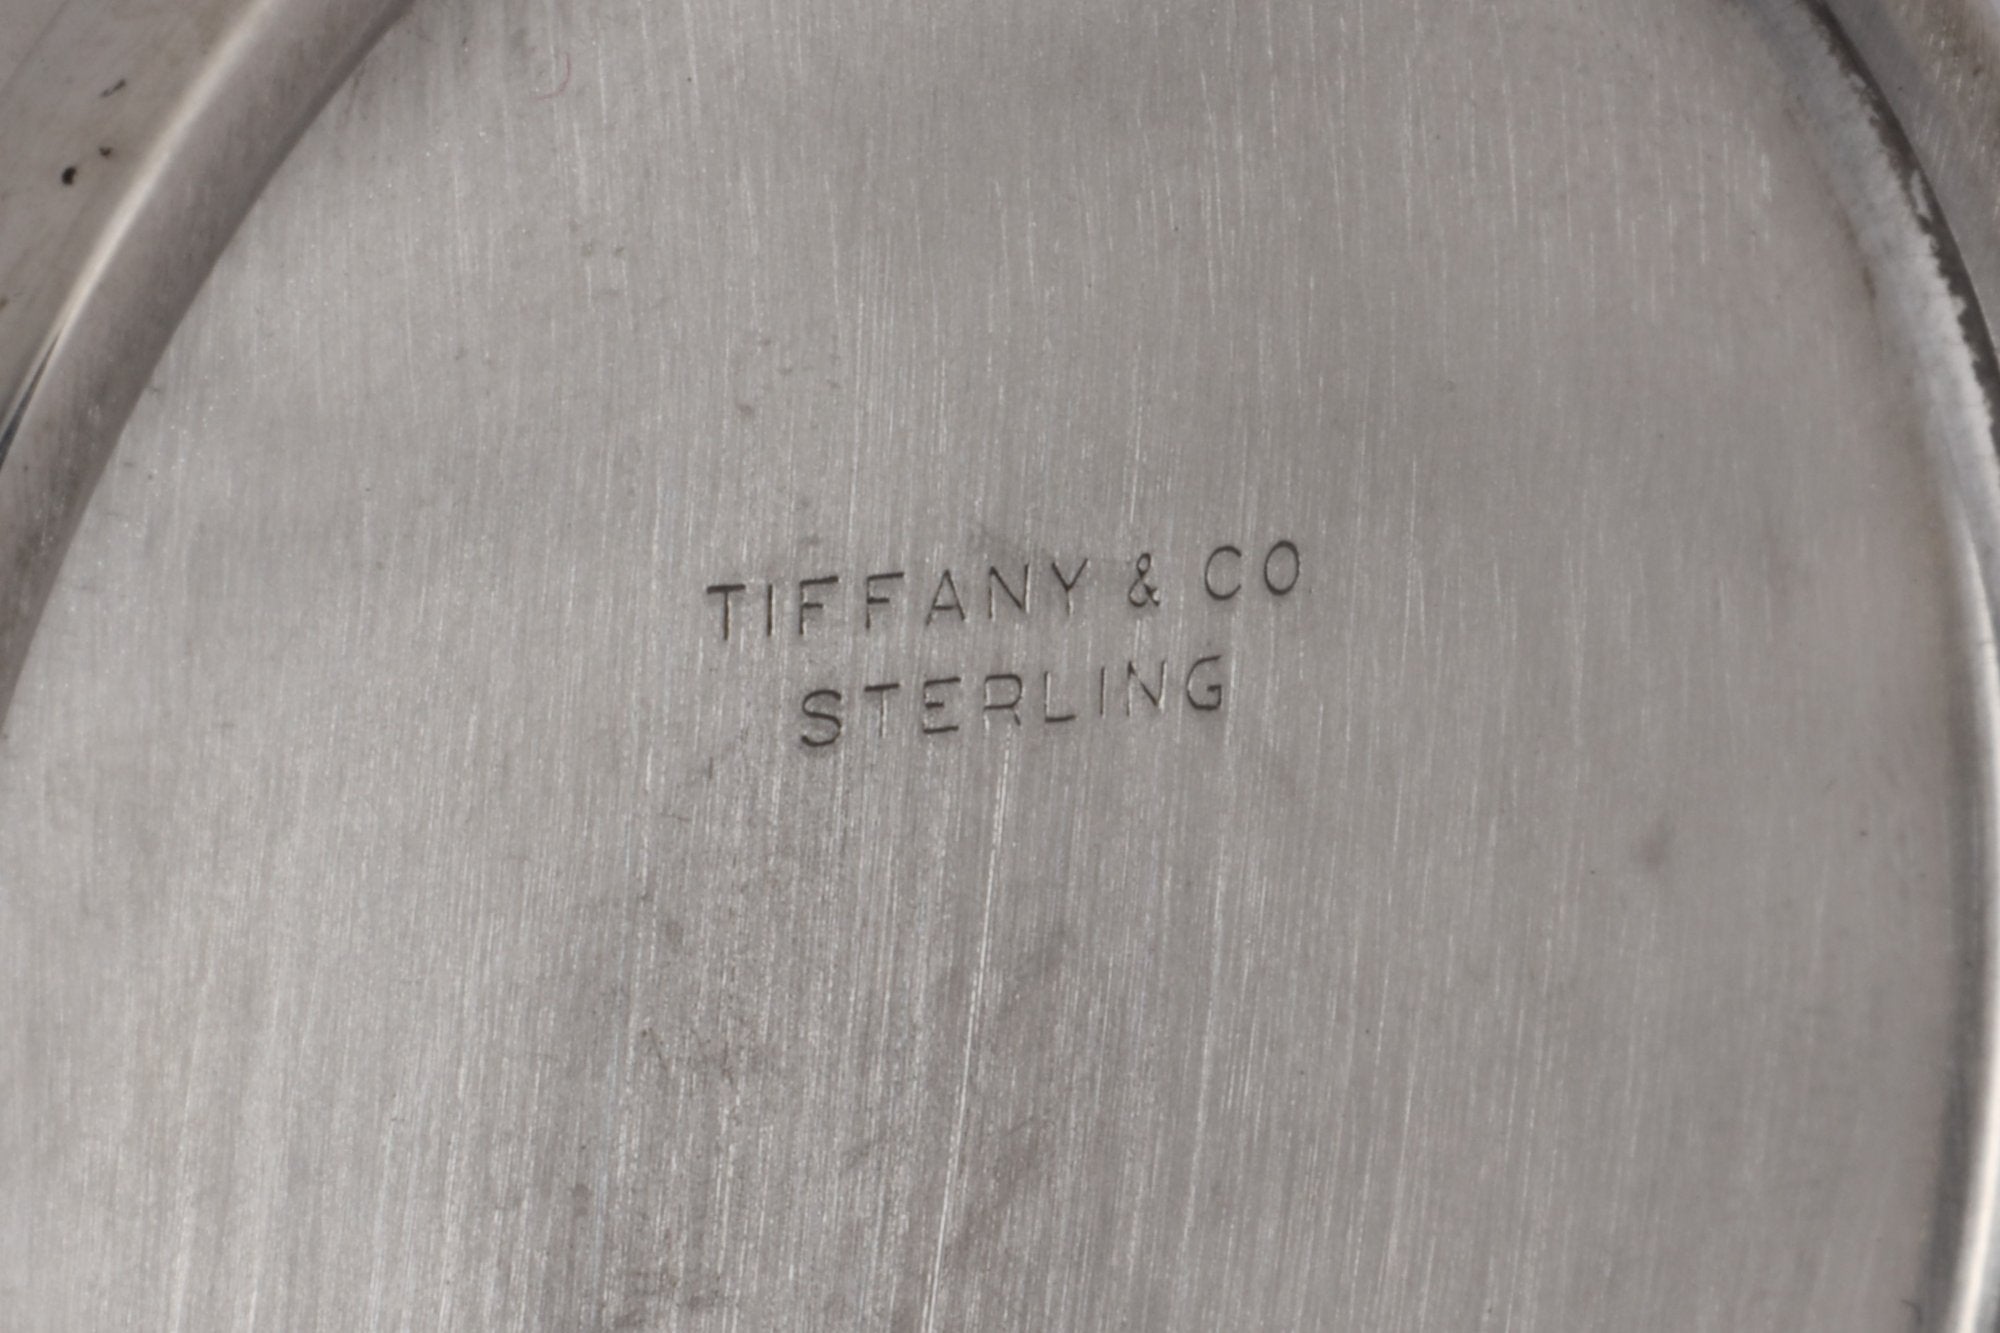 TIFFANY & CO
STERLING